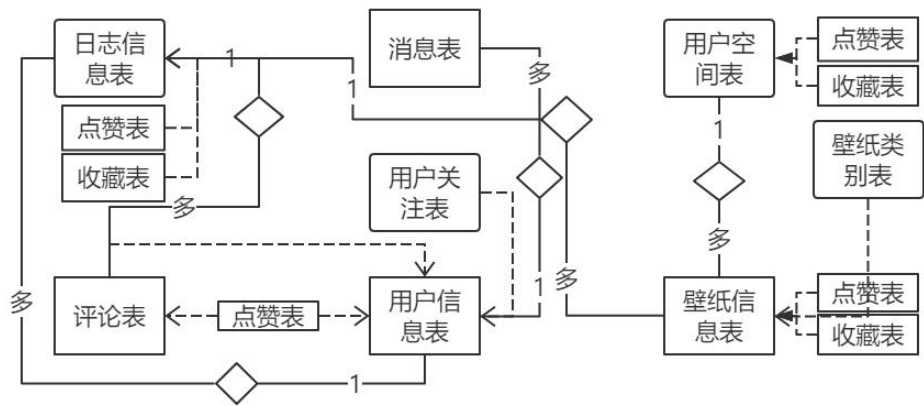 日志信
息表
1
消息表
多
用户空
间表
点赞表
收藏表
1
点赞表
收藏表
多
用户关
注表
1
壁纸类
别表
多
多
评论表
点赞表
用户信
息表
1
多
壁纸信
息表
点赞表
收藏表
1